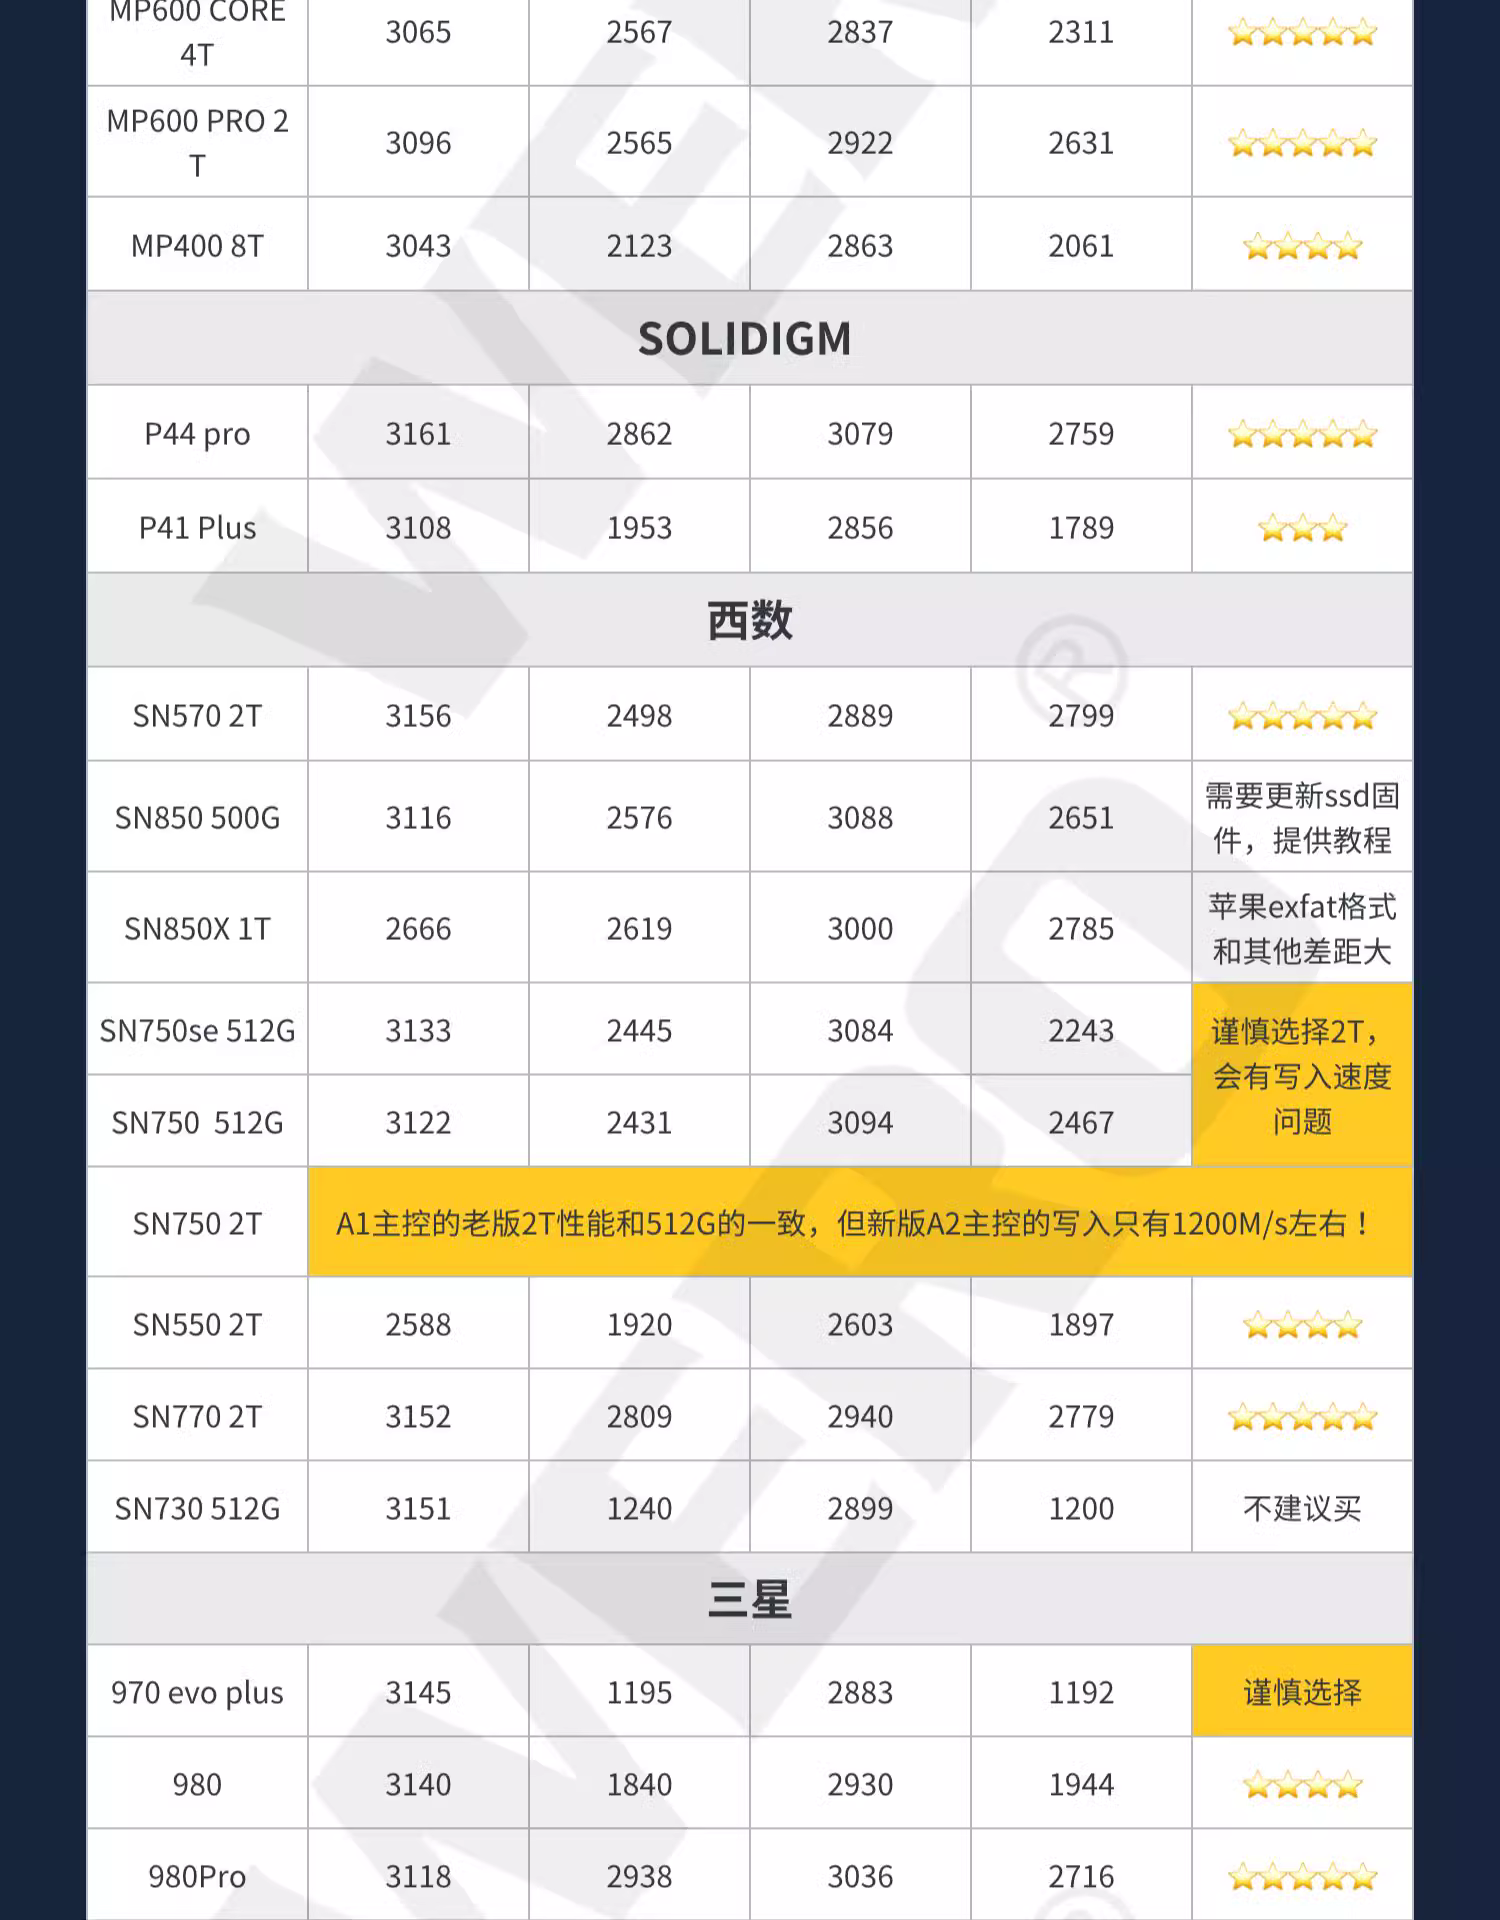 MP600 CORE
4T
3065
2567
2837
2311
MP600 PRO 2
T
3096
2565
2922
2631
MP400 8T
3043
2123
2863
2061
SOLIDIGM
P44 pro
3161
2862
3079
2759
P41 Plus
3108
1953
2856
1789
西数
SN570 2T
3156
2498
2889
2799
SN850 500G
3116
2576
3088
2651
需要更新ssd固
件，提供教程
SN850X 1T
2666
2619
3000
2785
苹果exfat格式
和其他差距大
SN750se 512G
3133
2445
3084
2243
谨慎选择2T，
会有写入速度
问题
SN750 512G
3122
2431
3094
2467
SN750 2T
A1主控的老版2T性能和512G的一致，但新版A2主控的写入只有1200M/s左右！
SN550 2T
2588
1920
2603
1897
SN770 2T
3152
2809
2940
2779
SN730 512G
3151
1240
2899
1200
不建议买
三星
970 evo plus
3145
1195
2883
1192
谨慎选择
980
3140
1840
2930
1944
980Pro
3118
2938
3036
2716
WERO
®